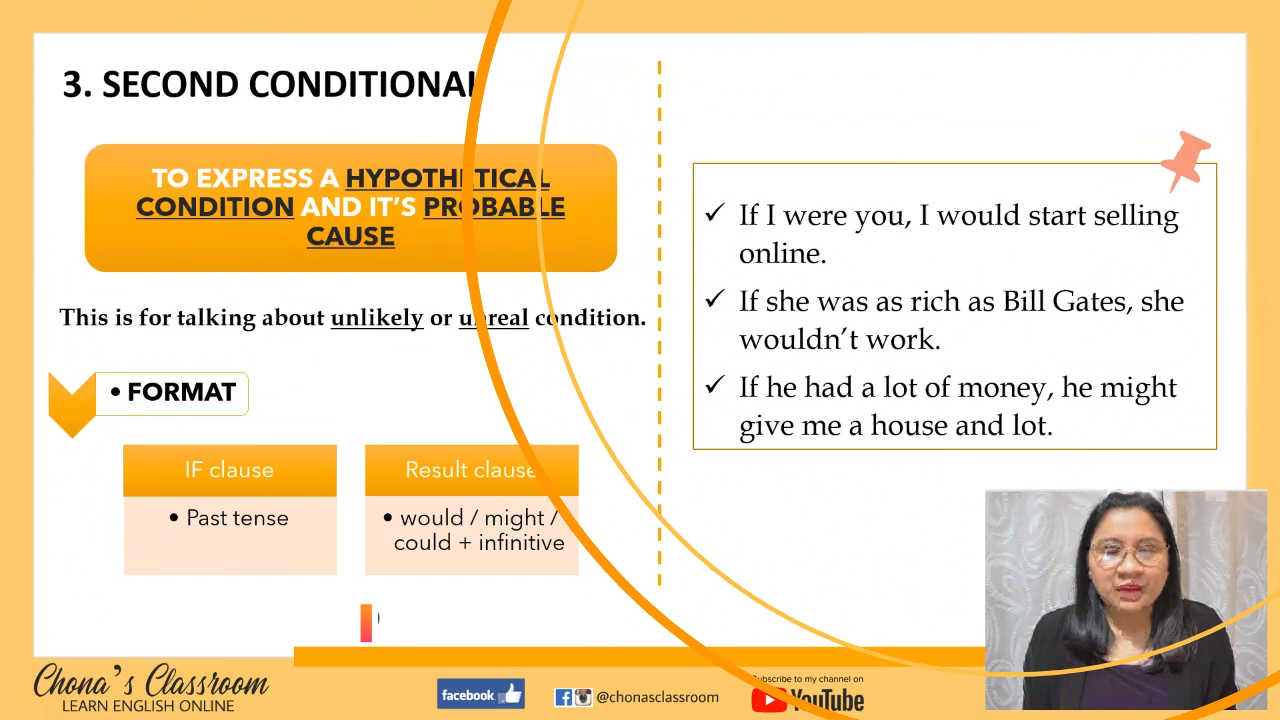 3. SECOND CONDITIONAL
TO EXPRESS A HYPOTHETICAL
CONDITION AND IT'S PROBABLE
CAUSE
This is for talking about unlikely or unreal condition.
• FORMAT
IF clause
• Past tense
Result clause
• would / might /
could + infinitive
✓ If I were you, I would start selling
online.
✓ If she was as rich as Bill Gates, she
wouldn't work.
✓ If he had a lot of money, he might
give me a house and lot.
Chona's Classroom
LEARN ENGLISH ONLINE
facebook
@chonasclassroom
Subscribe to my channel on
YouTube